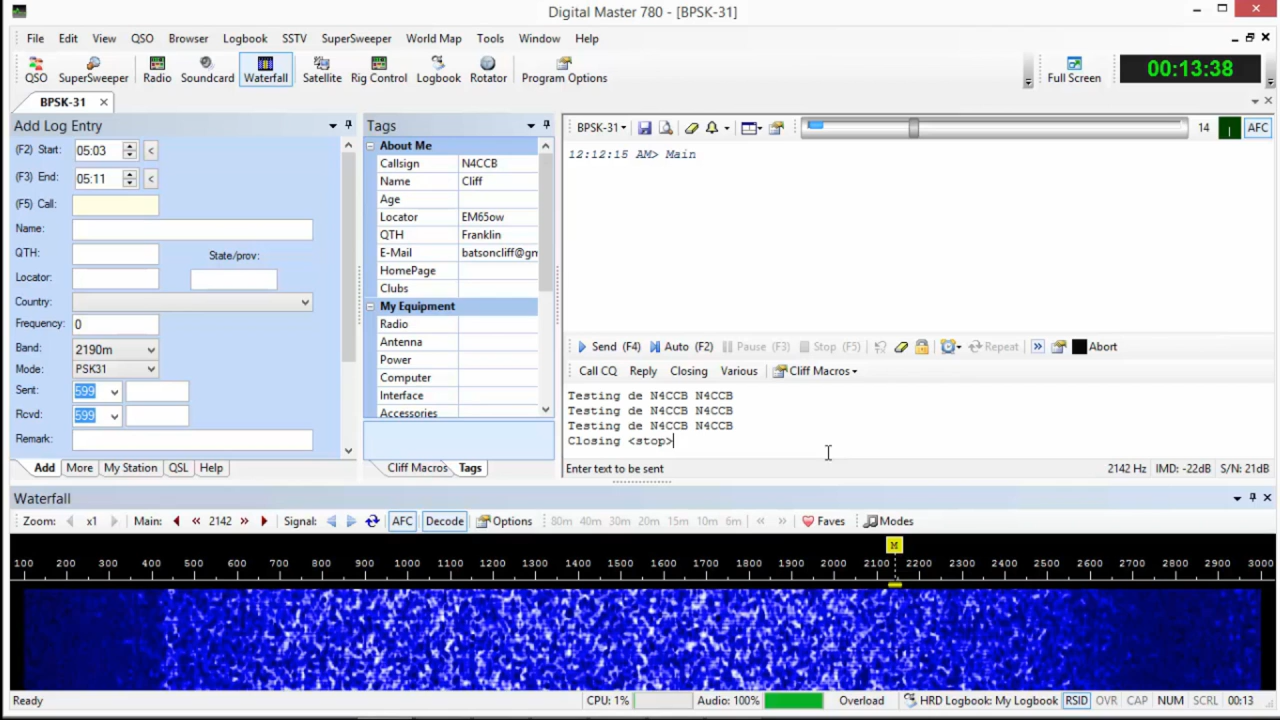 Digital Master 780 - [BPSK-31]
File Edit View QSO Browser Logbook SSTV SuperSweeper World Map Tools Window Help
QSO SuperSweeper Radio Soundcard Waterfall Satellite Rig Control Logbook Rotator Program Options Full Screen 00:13:38
BPSK-31
Add Log Entry
(F2) Start: 05:03 <
(F3) End: 05:11 <
(F5) Call:
Name:
QTH: State/prov:
Locator:
Country:
Frequency: 0
Band: 2190m
Mode: PSK31
Sent: 599
Rcvd: 599
Remark:
Add More My Station QSL Help
Tags
About Me
Callsign N4CCB
Name Cliff
Age
Locator EM65ow
QTH Franklin
E-Mail batsoncliff@gm
HomePage
Clubs
My Equipment
Radio
Antenna
Power
Computer
Interface
Accessories
Cliff Macros Tags
BPSK-31 14 AFC
12:12:15 AM> Main
Send (F4) Auto (F2) Pause (F3) Stop (F5) Repeat Abort
Call CQ Reply Closing Various Cliff Macros
Testing de N4CCB N4CCB
Testing de N4CCB N4CCB
Testing de N4CCB N4CCB
Closing <stop>
Enter text to be sent 2142 Hz IMD: -22dB S/N: 21dB
Waterfall
Zoom: x1 Main: 2142 Signal: AFC Decode Options 80m 40m 30m 20m 15m 10m 6m Faves Modes
M
100 200 300 400 500 600 700 800 900 1000 1100 1200 1300 1400 1500 1600 1700 1800 1900 2000 2100 2200 2300 2400 2500 2600 2700 2800 2900 3000
Ready CPU: 1% Audio: 100% Overload HRD Logbook: My Logbook RSID OVR CAP NUM SCRL 00:13